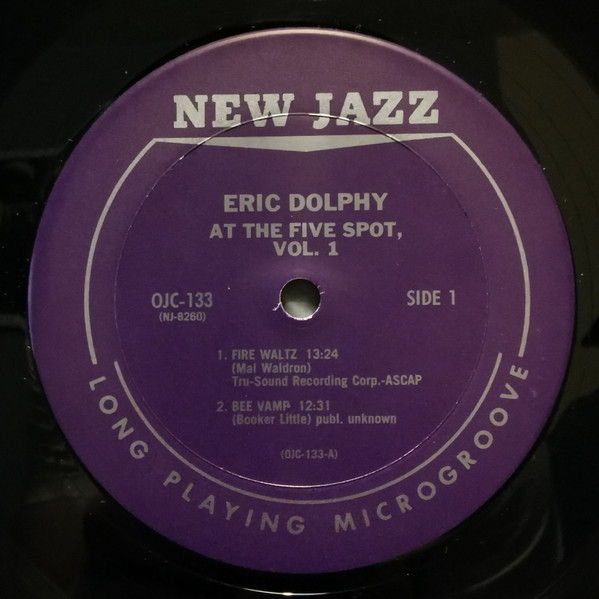 NEW JAZZ
ERIC DOLPHY
AT THE FIVE SPOT,
VOL. 1
OJC-133
(NJ-8260)
SIDE 1
1. FIRE WALTZ 13:24
(Mal Waldron)
Tru-Sound Recording Corp.-ASCAP
2. BEE VAMP 12:31
(Booker Little) publ. unknown
(OJC-133-A)
LONG PLAYING MICROGROOVE